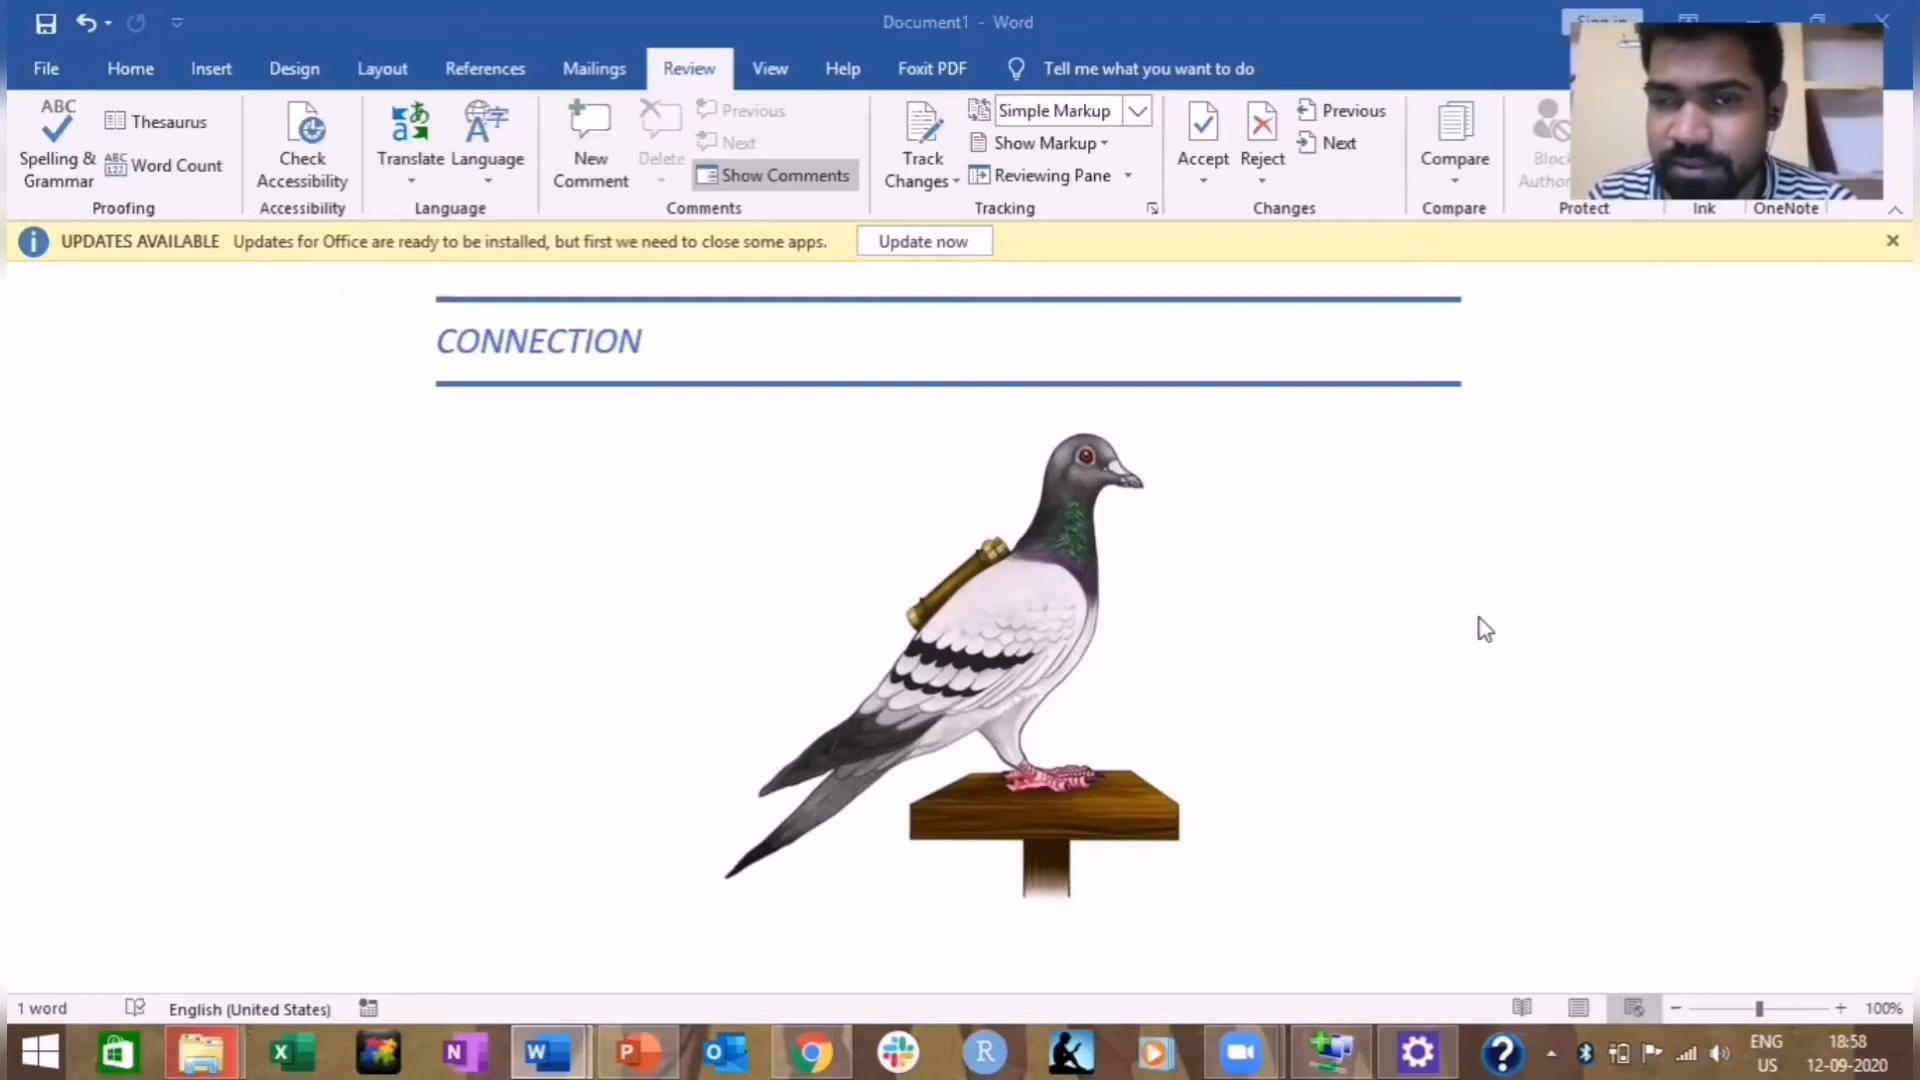 Document1 - Word
File Home Insert Design Layout References Mailings Review View Help Foxit PDF Tell me what you want to do
ABC Spelling & Grammar
Thesaurus
ABC 123 Word Count
Proofing
Check Accessibility
Accessibility
Translate
Language
Language
New Comment
Delete
Previous
Next
Show Comments
Comments
Track Changes
Simple Markup
Show Markup
Reviewing Pane
Tracking
Accept
Reject
Previous
Next
Changes
Compare
Compare
Protect
Ink
OneNote
UPDATES AVAILABLE Updates for Office are ready to be installed, but first we need to close some apps. Update now
CONNECTION
1 word English (United States) 100%
ENG 18:58
US 12-09-2020